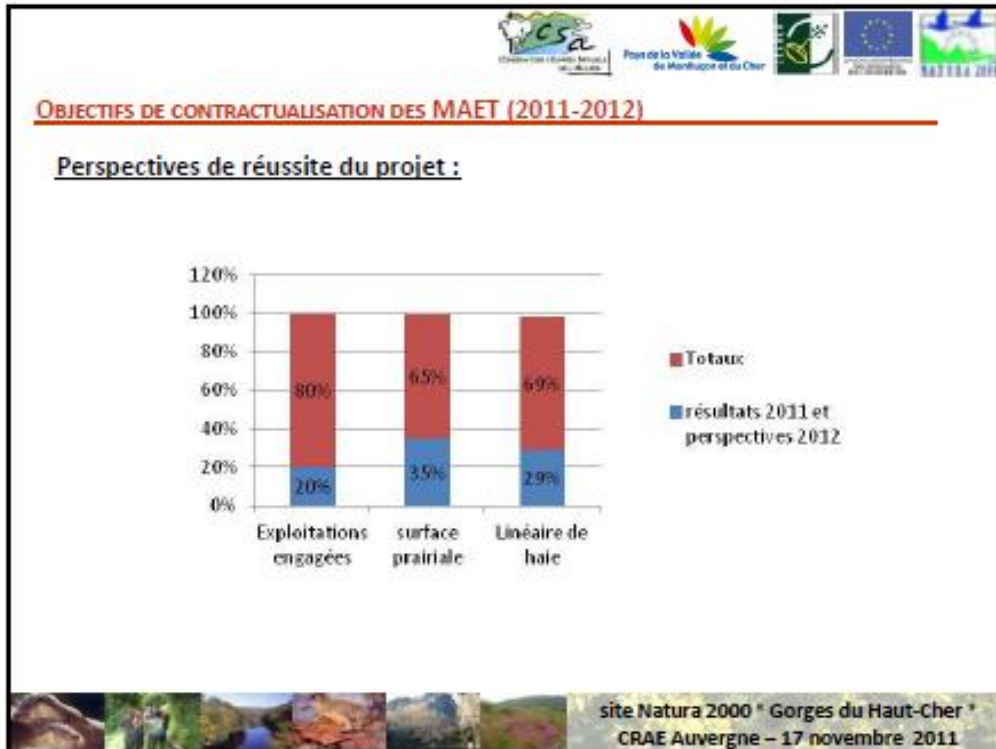 csa
Pays de la Vallée
de Montluçon et du Cher
NATURA 2000
OBJECTIFS DE CONTRACTUALISATION DES MAET (2011-2012)
Perspectives de réussite du projet :
120%
100%
80%
60%
40%
20%
0%
80%
65%
69%
20%
35%
29%
Exploitations
engagées
surface
prairiale
Linéaire de
haie
Totaux
résultats 2011 et
perspectives 2012
site Natura 2000 " Gorges du Haut-Cher "
CRAE Auvergne – 17 novembre 2011